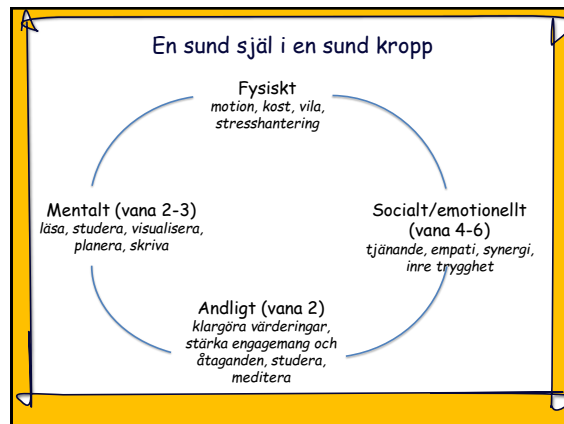 En sund själ i en sund kropp
Fysiskt
motion, kost, vila,
stresshantering
Mentalt (vana 2-3)
läsa, studera, visualisera,
planera, skriva
Socialt/emotionellt
(vana 4-6)
tjänande, empati, synergi,
inre trygghet
Andligt (vana 2)
klargöra värderingar,
stärka engagemang och
åtaganden, studera,
meditera